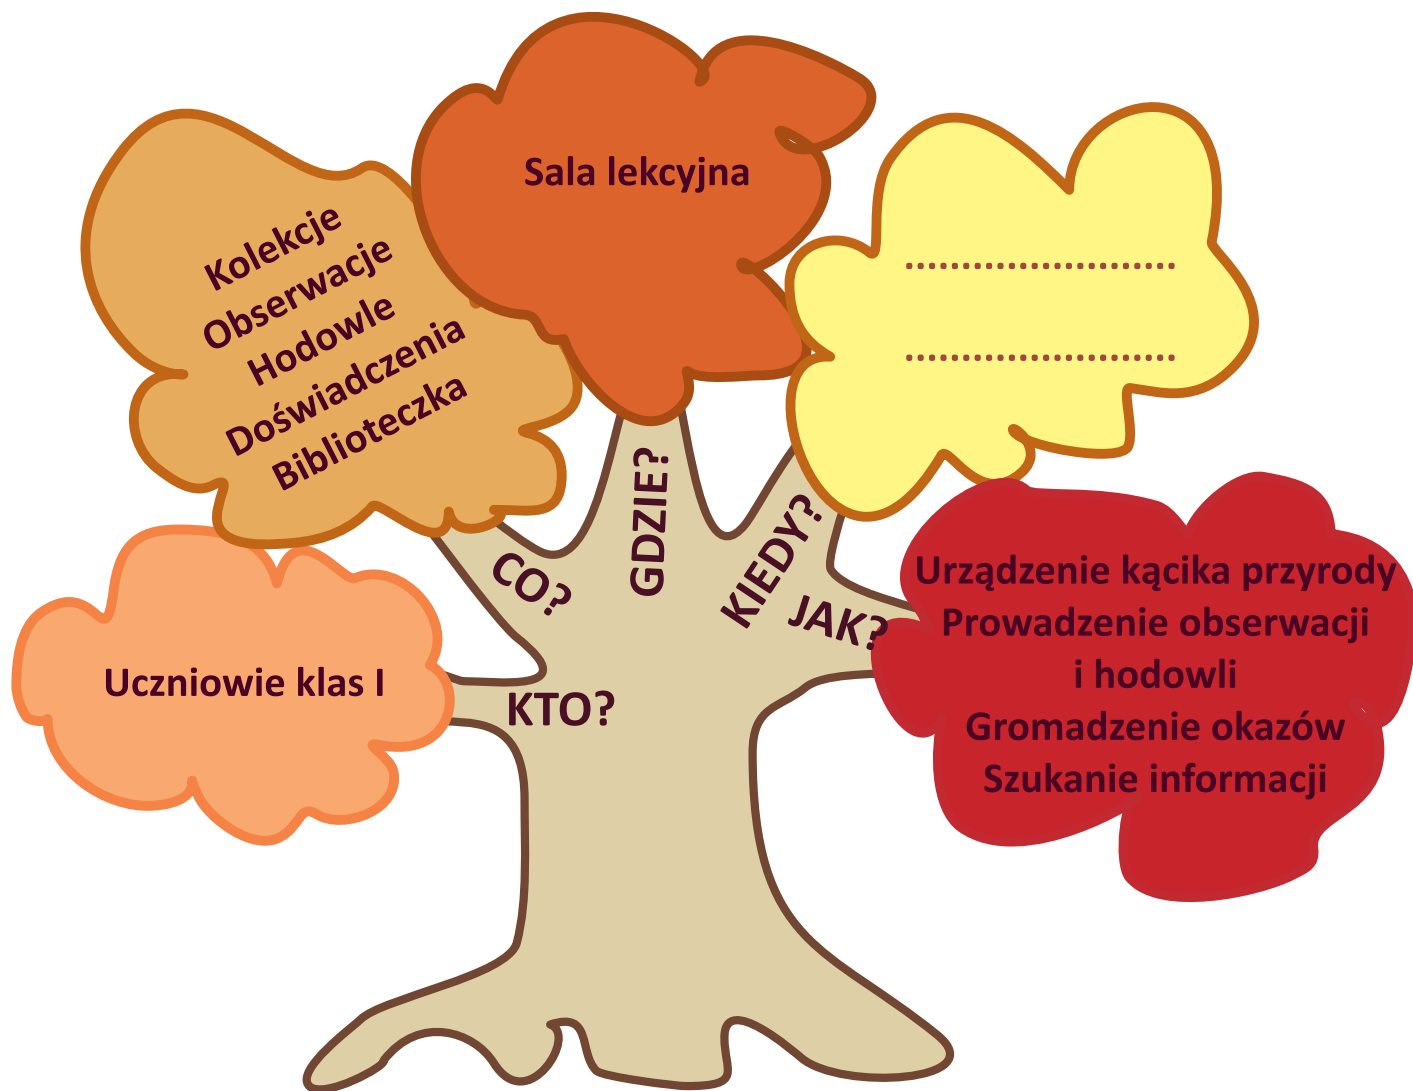 Sala lekcyjna
Kolekcje
Obserwacje
Hodowle
Doświadczenia
Biblioteczka
........................
........................
Uczniowie klas I
KTO?
CO?
GDZIE?
KIEDY?
JAK?
Urządzenie kącika przyrody
Prowadzenie obserwacji
i hodowli
Gromadzenie okazów
Szukanie informacji